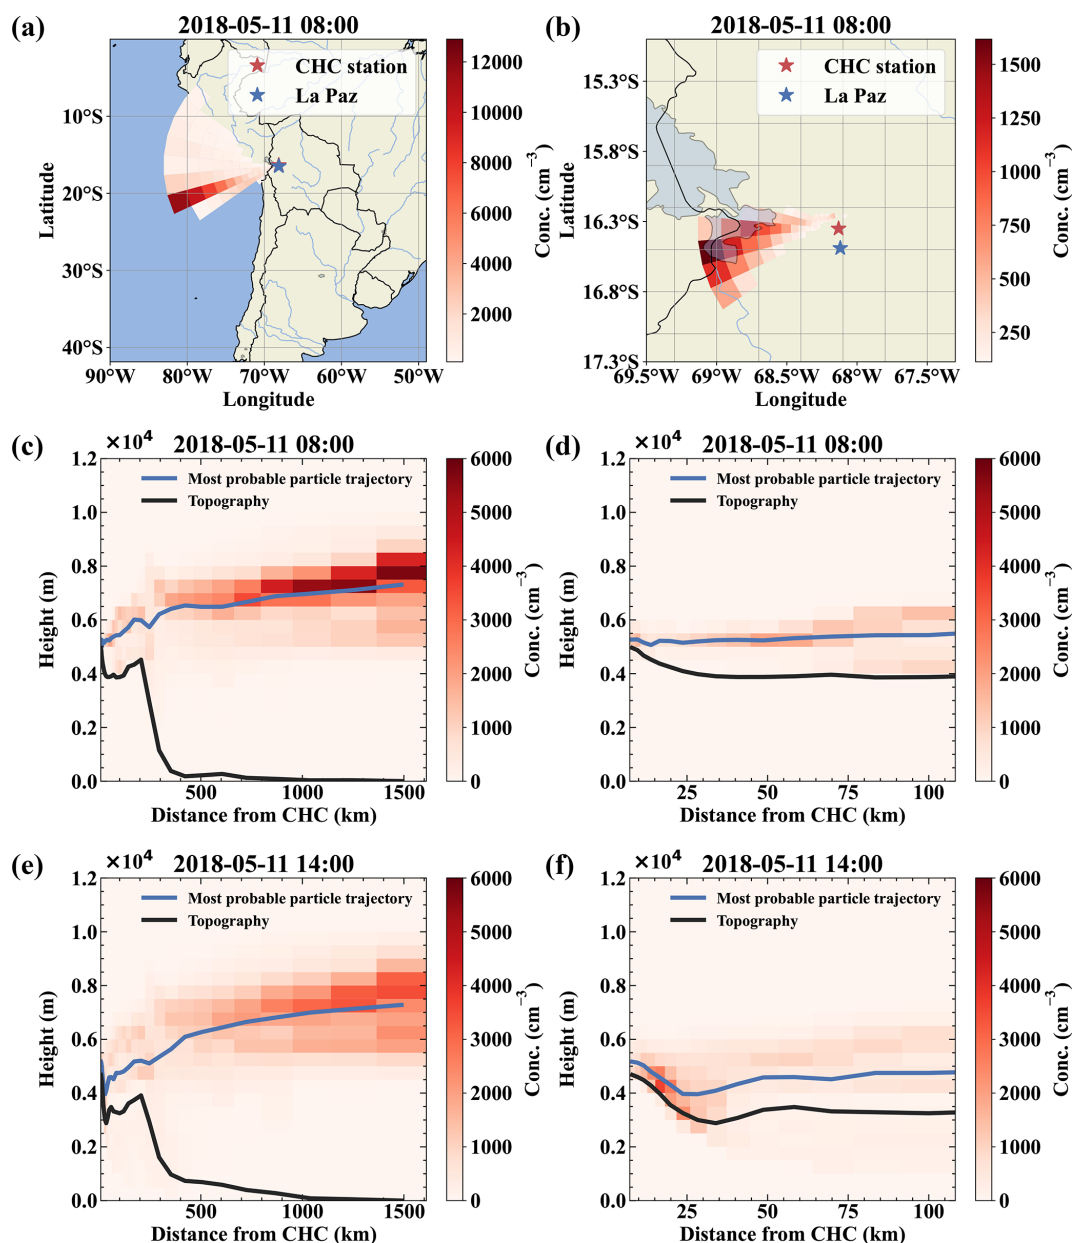 (a) 2018-05-11 08:00
CHC station
La Paz
10°S
20°S
30°S
40°S
90°W 80°W 70°W 60°W 50°W
Latitude
Longitude
12000
10000
8000
6000
4000
2000
Conc. (cm⁻³)
(b) 2018-05-11 08:00
CHC station
La Paz
15.3°S
15.8°S
16.3°S
16.8°S
17.3°S
69.5°W 69°W 68.5°W 68°W 67.5°W
Latitude
Longitude
1500
1250
1000
750
500
250
Conc. (cm⁻³)
(c) ×10⁴ 2018-05-11 08:00
Most probable particle trajectory
Topography
1.2
1.0
0.8
0.6
0.4
0.2
0.0
500 1000 1500
Height (m)
Distance from CHC (km)
6000
5000
4000
3000
2000
1000
0
Conc. (cm⁻³)
(d) ×10⁴ 2018-05-11 08:00
Most probable particle trajectory
Topography
1.2
1.0
0.8
0.6
0.4
0.2
0.0
25 50 75 100
Height (m)
Distance from CHC (km)
6000
5000
4000
3000
2000
1000
0
Conc. (cm⁻³)
(e) ×10⁴ 2018-05-11 14:00
Most probable particle trajectory
Topography
1.2
1.0
0.8
0.6
0.4
0.2
0.0
500 1000 1500
Height (m)
Distance from CHC (km)
6000
5000
4000
3000
2000
1000
0
Conc. (cm⁻³)
(f) ×10⁴ 2018-05-11 14:00
Most probable particle trajectory
Topography
1.2
1.0
0.8
0.6
0.4
0.2
0.0
25 50 75 100
Height (m)
Distance from CHC (km)
6000
5000
4000
3000
2000
1000
0
Conc. (cm⁻³)